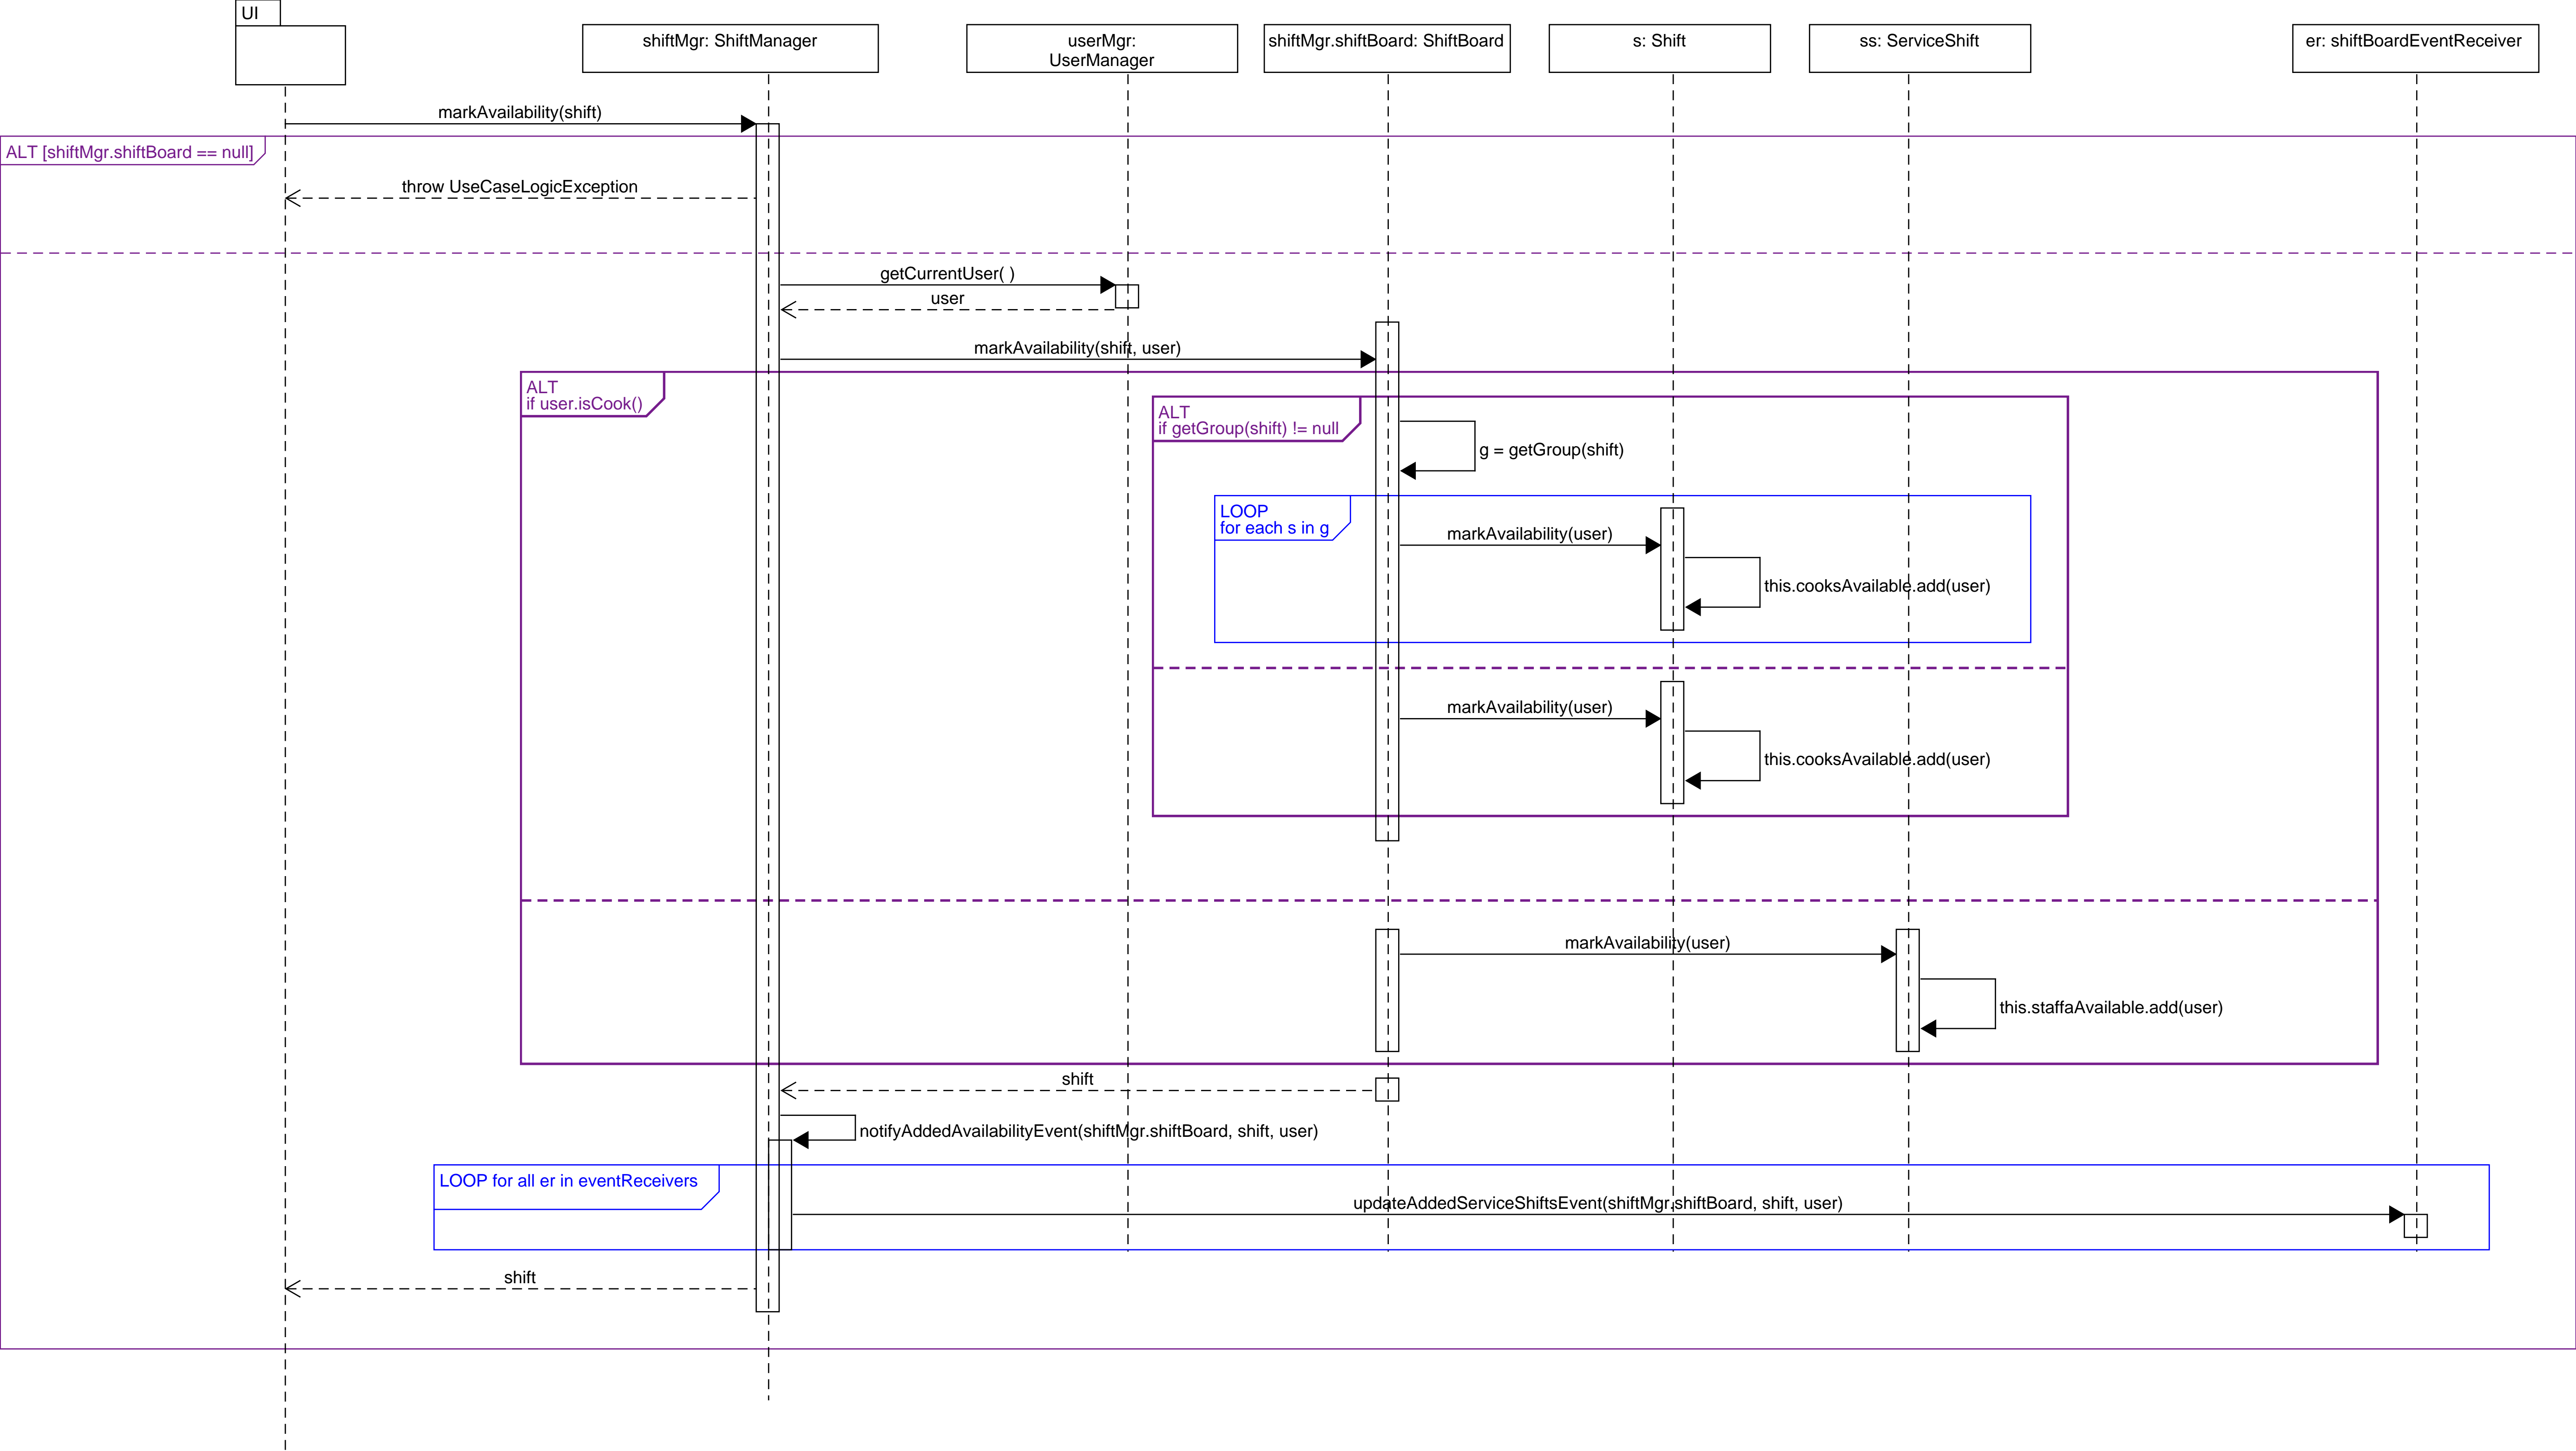 UI
shiftMgr: ShiftManager
userMgr:
UserManager
shiftMgr.shiftBoard: ShiftBoard
s: Shift
ss: ServiceShift
er: shiftBoardEventReceiver
markAvailability(shift)
ALT [shiftMgr.shiftBoard == null]
throw UseCaseLogicException
getCurrentUser( )
user
markAvailability(shift, user)
ALT
if user.isCook()
ALT
if getGroup(shift) != null
g = getGroup(shift)
LOOP
for each s in g
markAvailability(user)
this.cooksAvailable.add(user)
markAvailability(user)
this.cooksAvailable.add(user)
markAvailability(user)
this.staffaAvailable.add(user)
shift
notifyAddedAvailabilityEvent(shiftMgr.shiftBoard, shift, user)
LOOP for all er in eventReceivers
updateAddedServiceShiftsEvent(shiftMgr.shiftBoard, shift, user)
shift